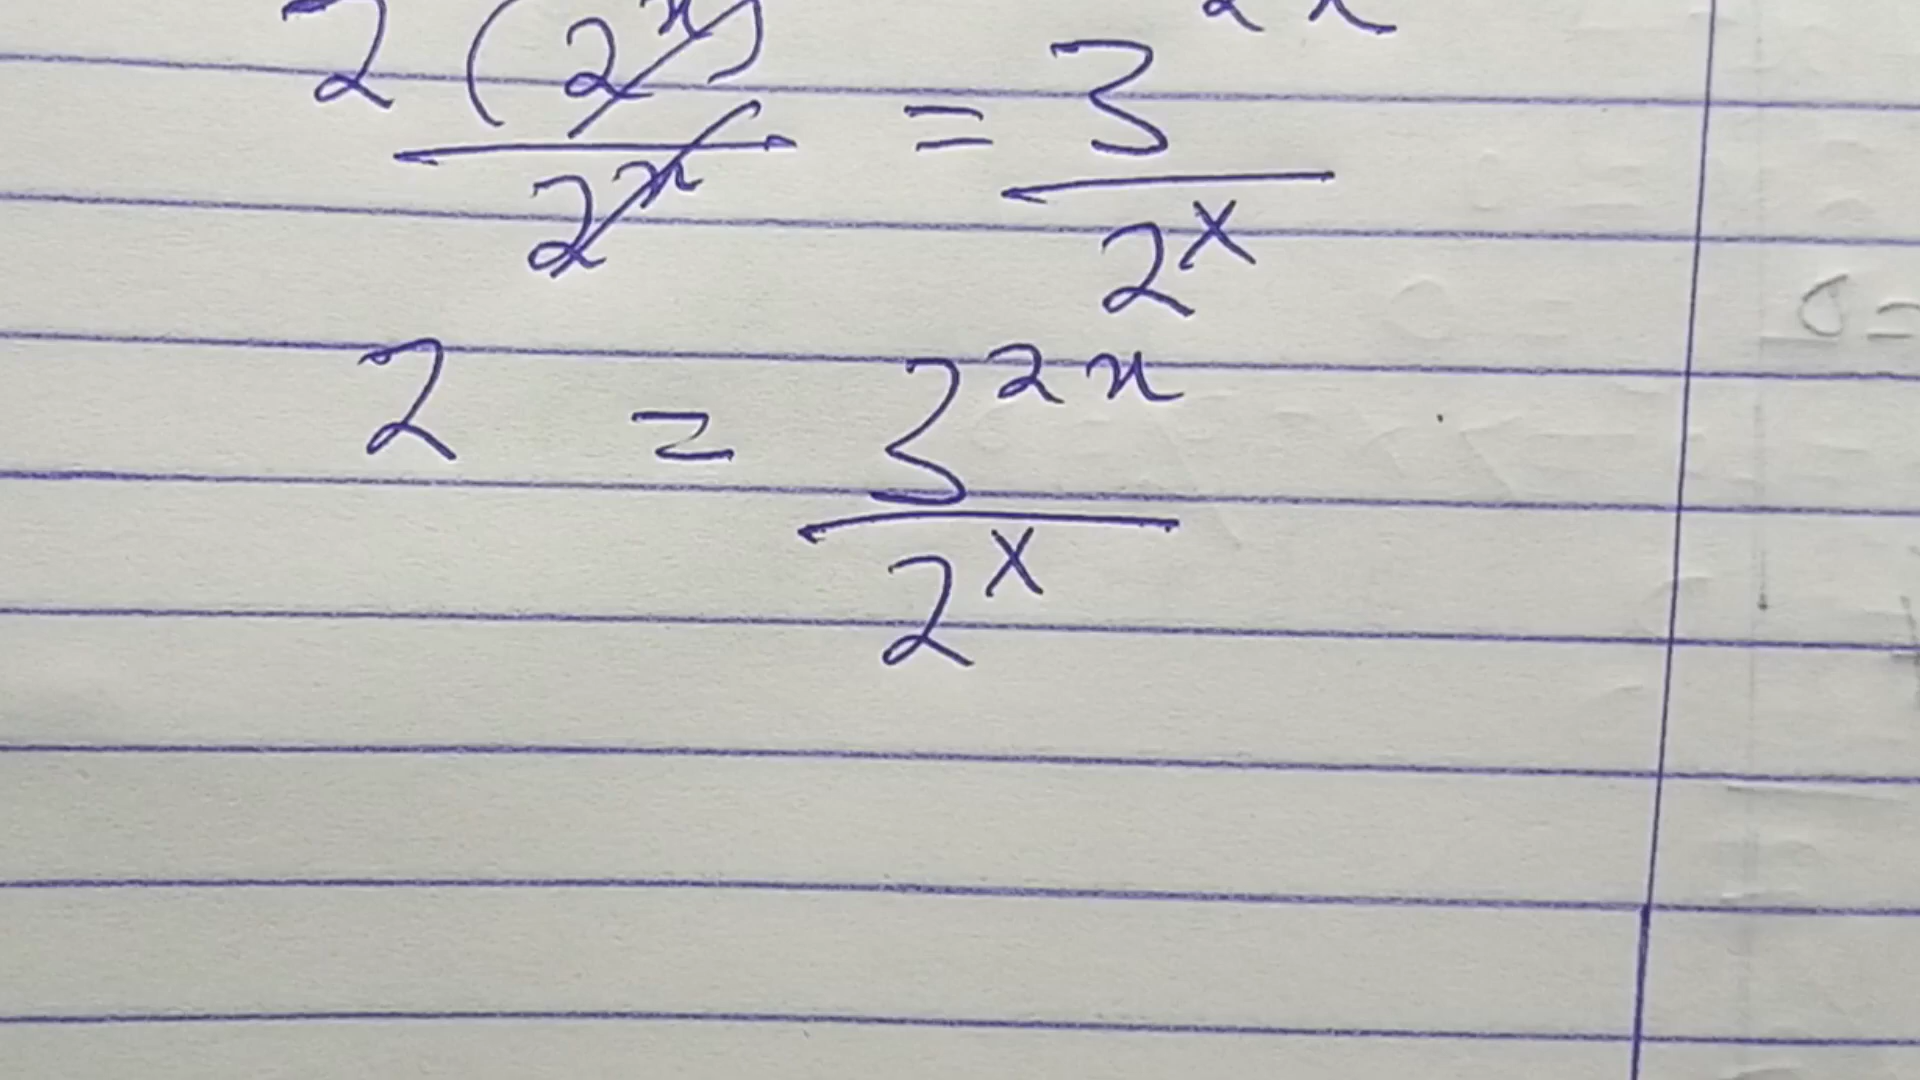 2(2^x)/2^x = 3^2x/2^x
2 = 3^2x/2^x